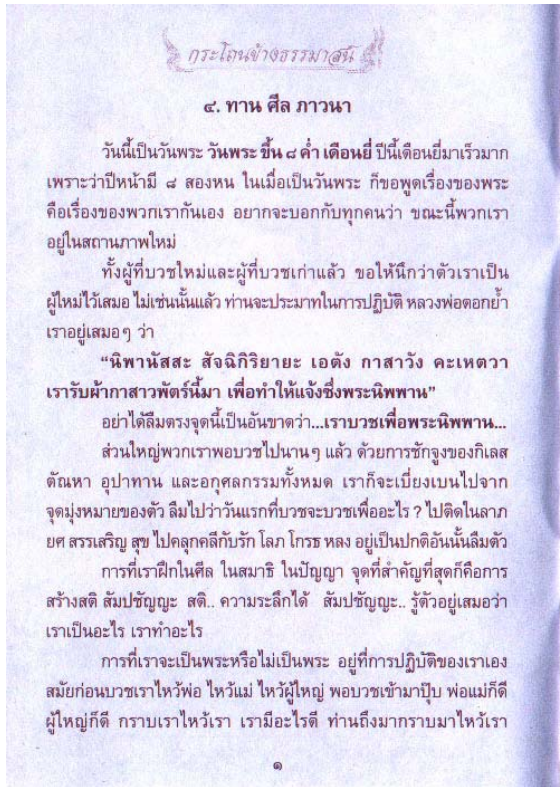 กระโถนข้างธรรมาสน์
๔. ทาน ศีล ภาวนา
วันนี้เป็นวันพระ วันพระ ขึ้น ๘ ค่ำ เดือนยี่ ปีนี้เดือนยี่มาเร็วมาก
เพราะว่าปีหน้ามี ๘ สองหน ในเมื่อเป็นวันพระ ก็ขอพูดเรื่องของพระ
คือเรื่องของพวกเรากันเอง อยากจะบอกกับทุกคนว่า ขณะนี้พวกเรา
อยู่ในสถานภาพใหม่
ทั้งผู้ที่บวชใหม่และผู้ที่บวชเก่าแล้ว ขอให้นึกว่าตัวเราเป็น
ผู้ใหม่ไว้เสมอ ไม่เช่นนั้นแล้ว ท่านจะประมาทในการปฏิบัติ หลวงพ่อตอกย้ำ
เราอยู่เสมอๆ ว่า
“นิพานัสสะ สัจฉิกิริยายะ เอตัง กาสาวัง คะเหตวา
เรารับผ้ากาสาวพัตร์นี้มา เพื่อทำให้แจ้งซึ่งพระนิพพาน”
อย่าได้ลืมตรงจุดนี้เป็นอันขาดว่า...เราบวชเพื่อพระนิพพาน...
ส่วนใหญ่พวกเราพอบวชไปนานๆ แล้ว ด้วยการชักจูงของกิเลส
ตัณหา อุปาทาน และอกุศลกรรมทั้งหมด เราก็จะเบี่ยงเบนไปจาก
จุดมุ่งหมายของตัว ลืมไปว่าวันแรกที่บวชจะบวชเพื่ออะไร ? ไปติดในลาภ
ยศ สรรเสริญ สุข ไปคลุกคลีกับรัก โลภ โกรธ หลง อยู่เป็นปกติอันนั้นลืมตัว
การที่เราฝึกในศีล ในสมาธิ ในปัญญา จุดที่สำคัญที่สุดก็คือการ
สร้างสติ สัมปชัญญะ สติ.. ความระลึกได้ สัมปชัญญะ.. รู้ตัวอยู่เสมอว่า
เราเป็นอะไร เราทำอะไร
การที่เราจะเป็นพระหรือไม่เป็นพระ อยู่ที่การปฏิบัติของเราเอง
สมัยก่อนบวชเราไหว้พ่อ ไหว้แม่ ไหว้ผู้ใหญ่ พอบวชเข้ามาปุ๊บ พ่อแม่ก็ดี
ผู้ใหญ่ก็ดี กราบเราไหว้เรา เรามีอะไรดี ท่านถึงมากราบมาไหว้เรา
๑